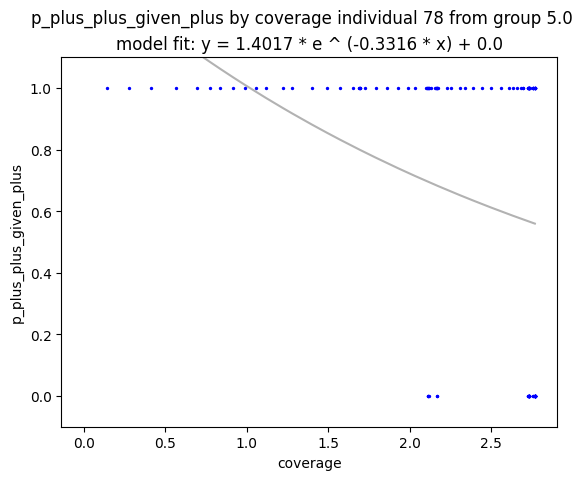 p_plus_plus_given_plus by coverage individual 78 from group 5.0
model fit: y = 1.4017 * e ^ (-0.3316 * x) + 0.0
1.0
0.8
0.6
0.4
0.2
0.0
p_plus_plus_given_plus
0.0 0.5 1.0 1.5 2.0 2.5
coverage